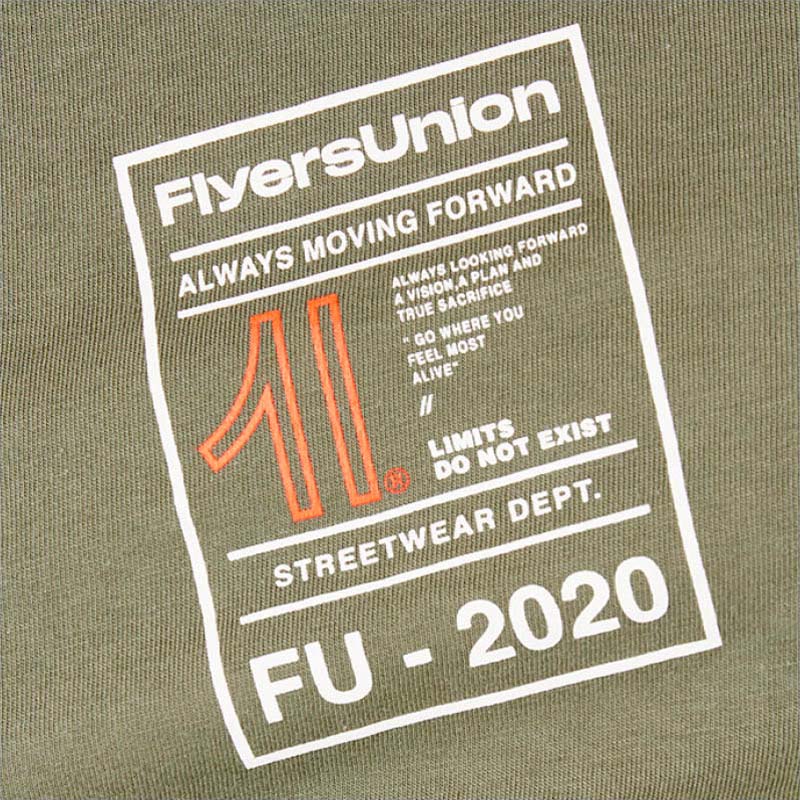 FlyersUnion
ALWAYS MOVING FORWARD
ALWAYS LOOKING FORWARD
A VISION.A PLAN AND
TRUE SACRIFICE
" GO WHERE YOU
FEEL MOST
ALIVE"
//
LIMITS
DO NOT EXIST
®
STREETWEAR DEPT.
FU - 2020